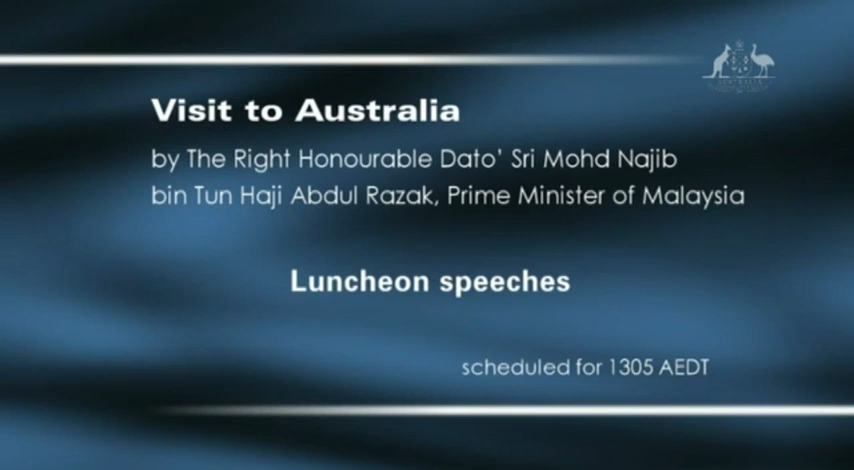 Visit to Australia
by The Right Honourable Dato' Sri Mohd Najib
bin Tun Haji Abdul Razak, Prime Minister of Malaysia
Luncheon speeches
scheduled for 1305 AEDT